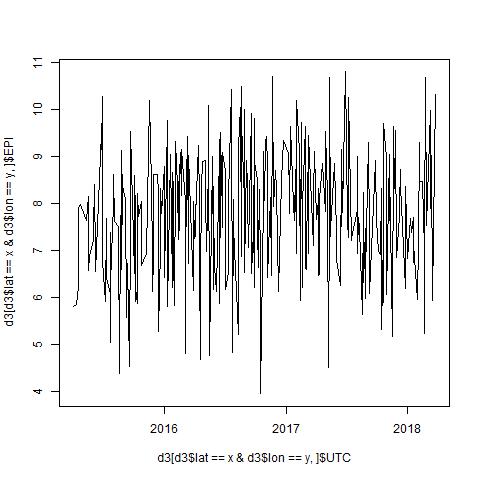 d3[d3$lat == x & d3$lon == y, ]$EPI
11
10
9
8
7
6
5
4
2016 2017 2018
d3[d3$lat == x & d3$lon == y, ]$UTC